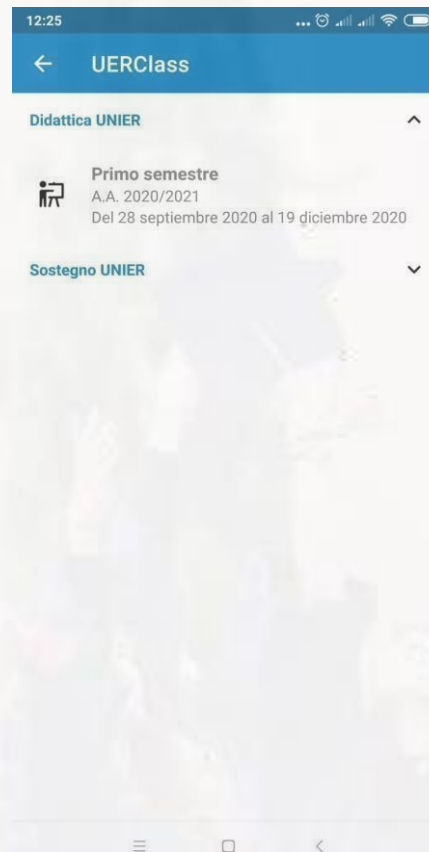 12:25
UERClass
Didattica UNIER
Primo semestre
A.A. 2020/2021
Del 28 septiembre 2020 al 19 diciembre 2020
Sostegno UNIER